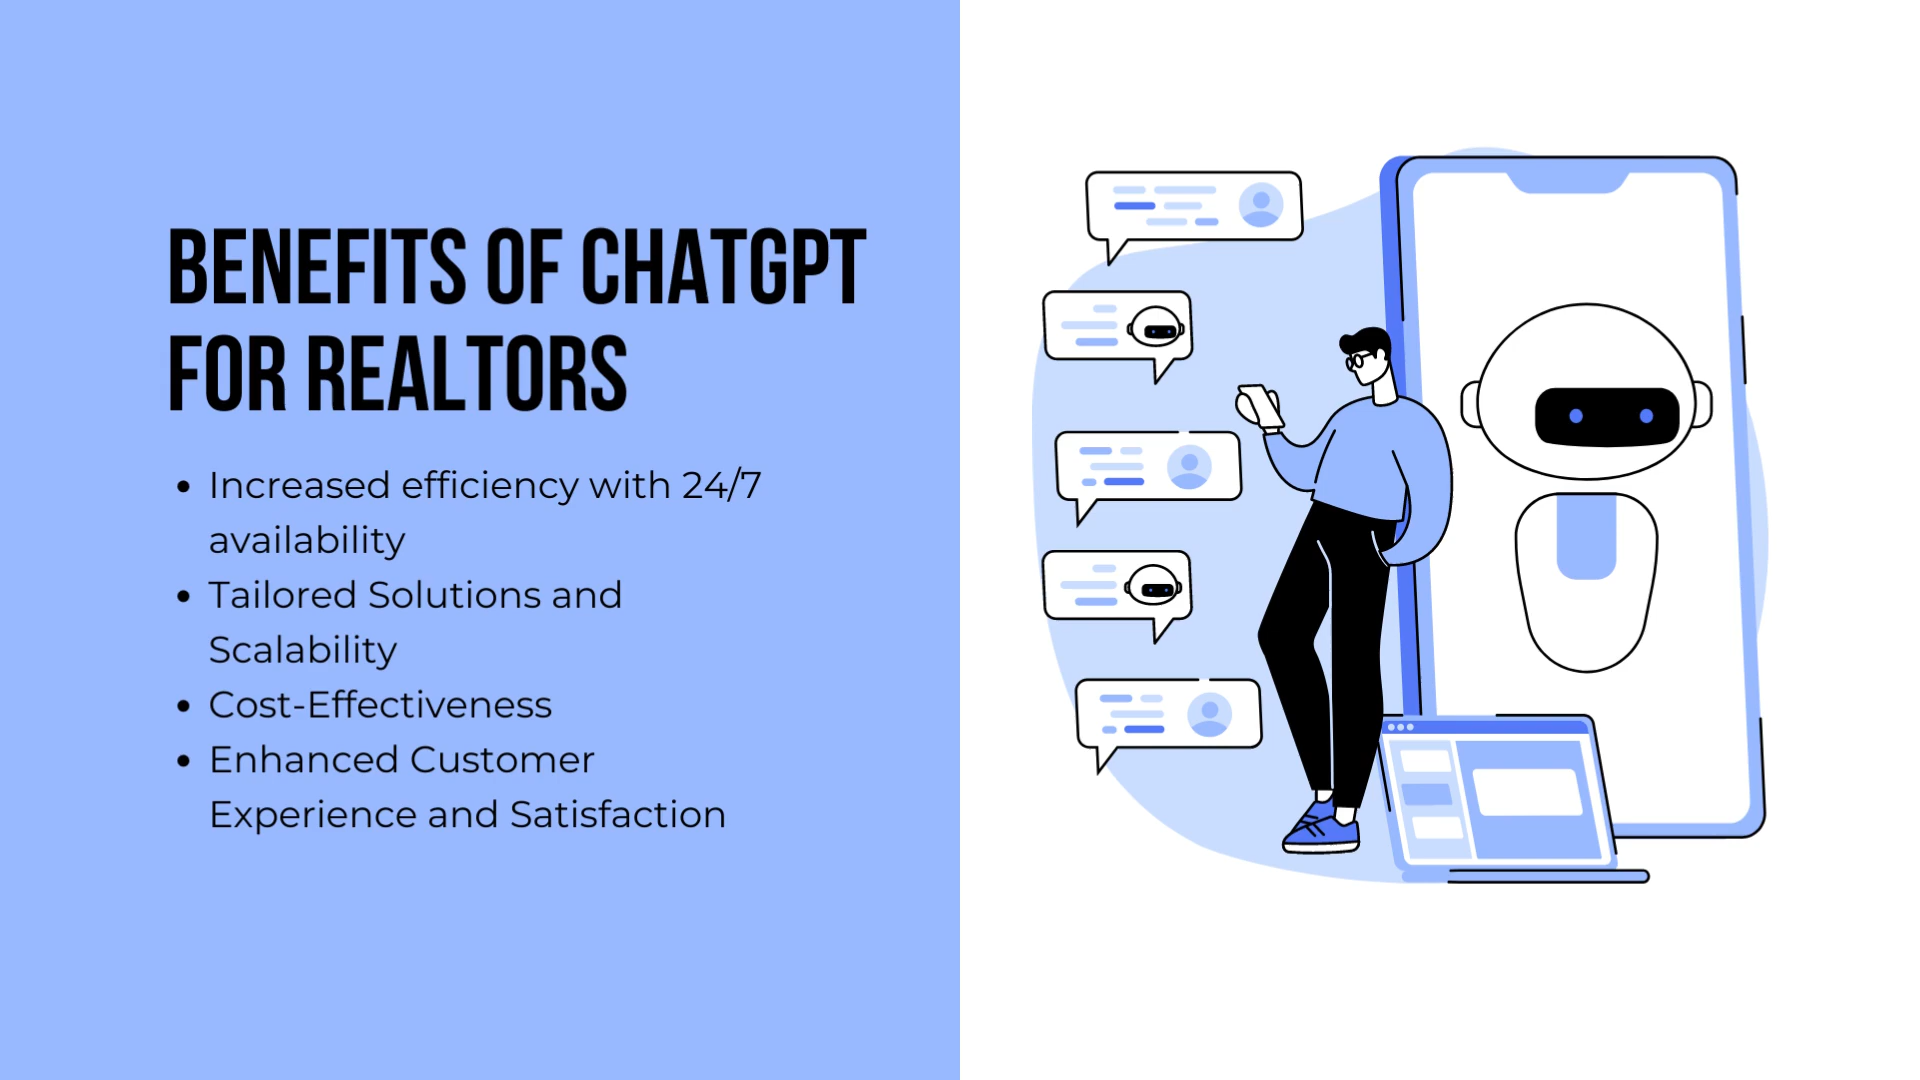 BENEFITS OF CHATGPT
FOR REALTORS
• Increased efficiency with 24/7
availability
• Tailored Solutions and
Scalability
• Cost-Effectiveness
• Enhanced Customer
Experience and Satisfaction